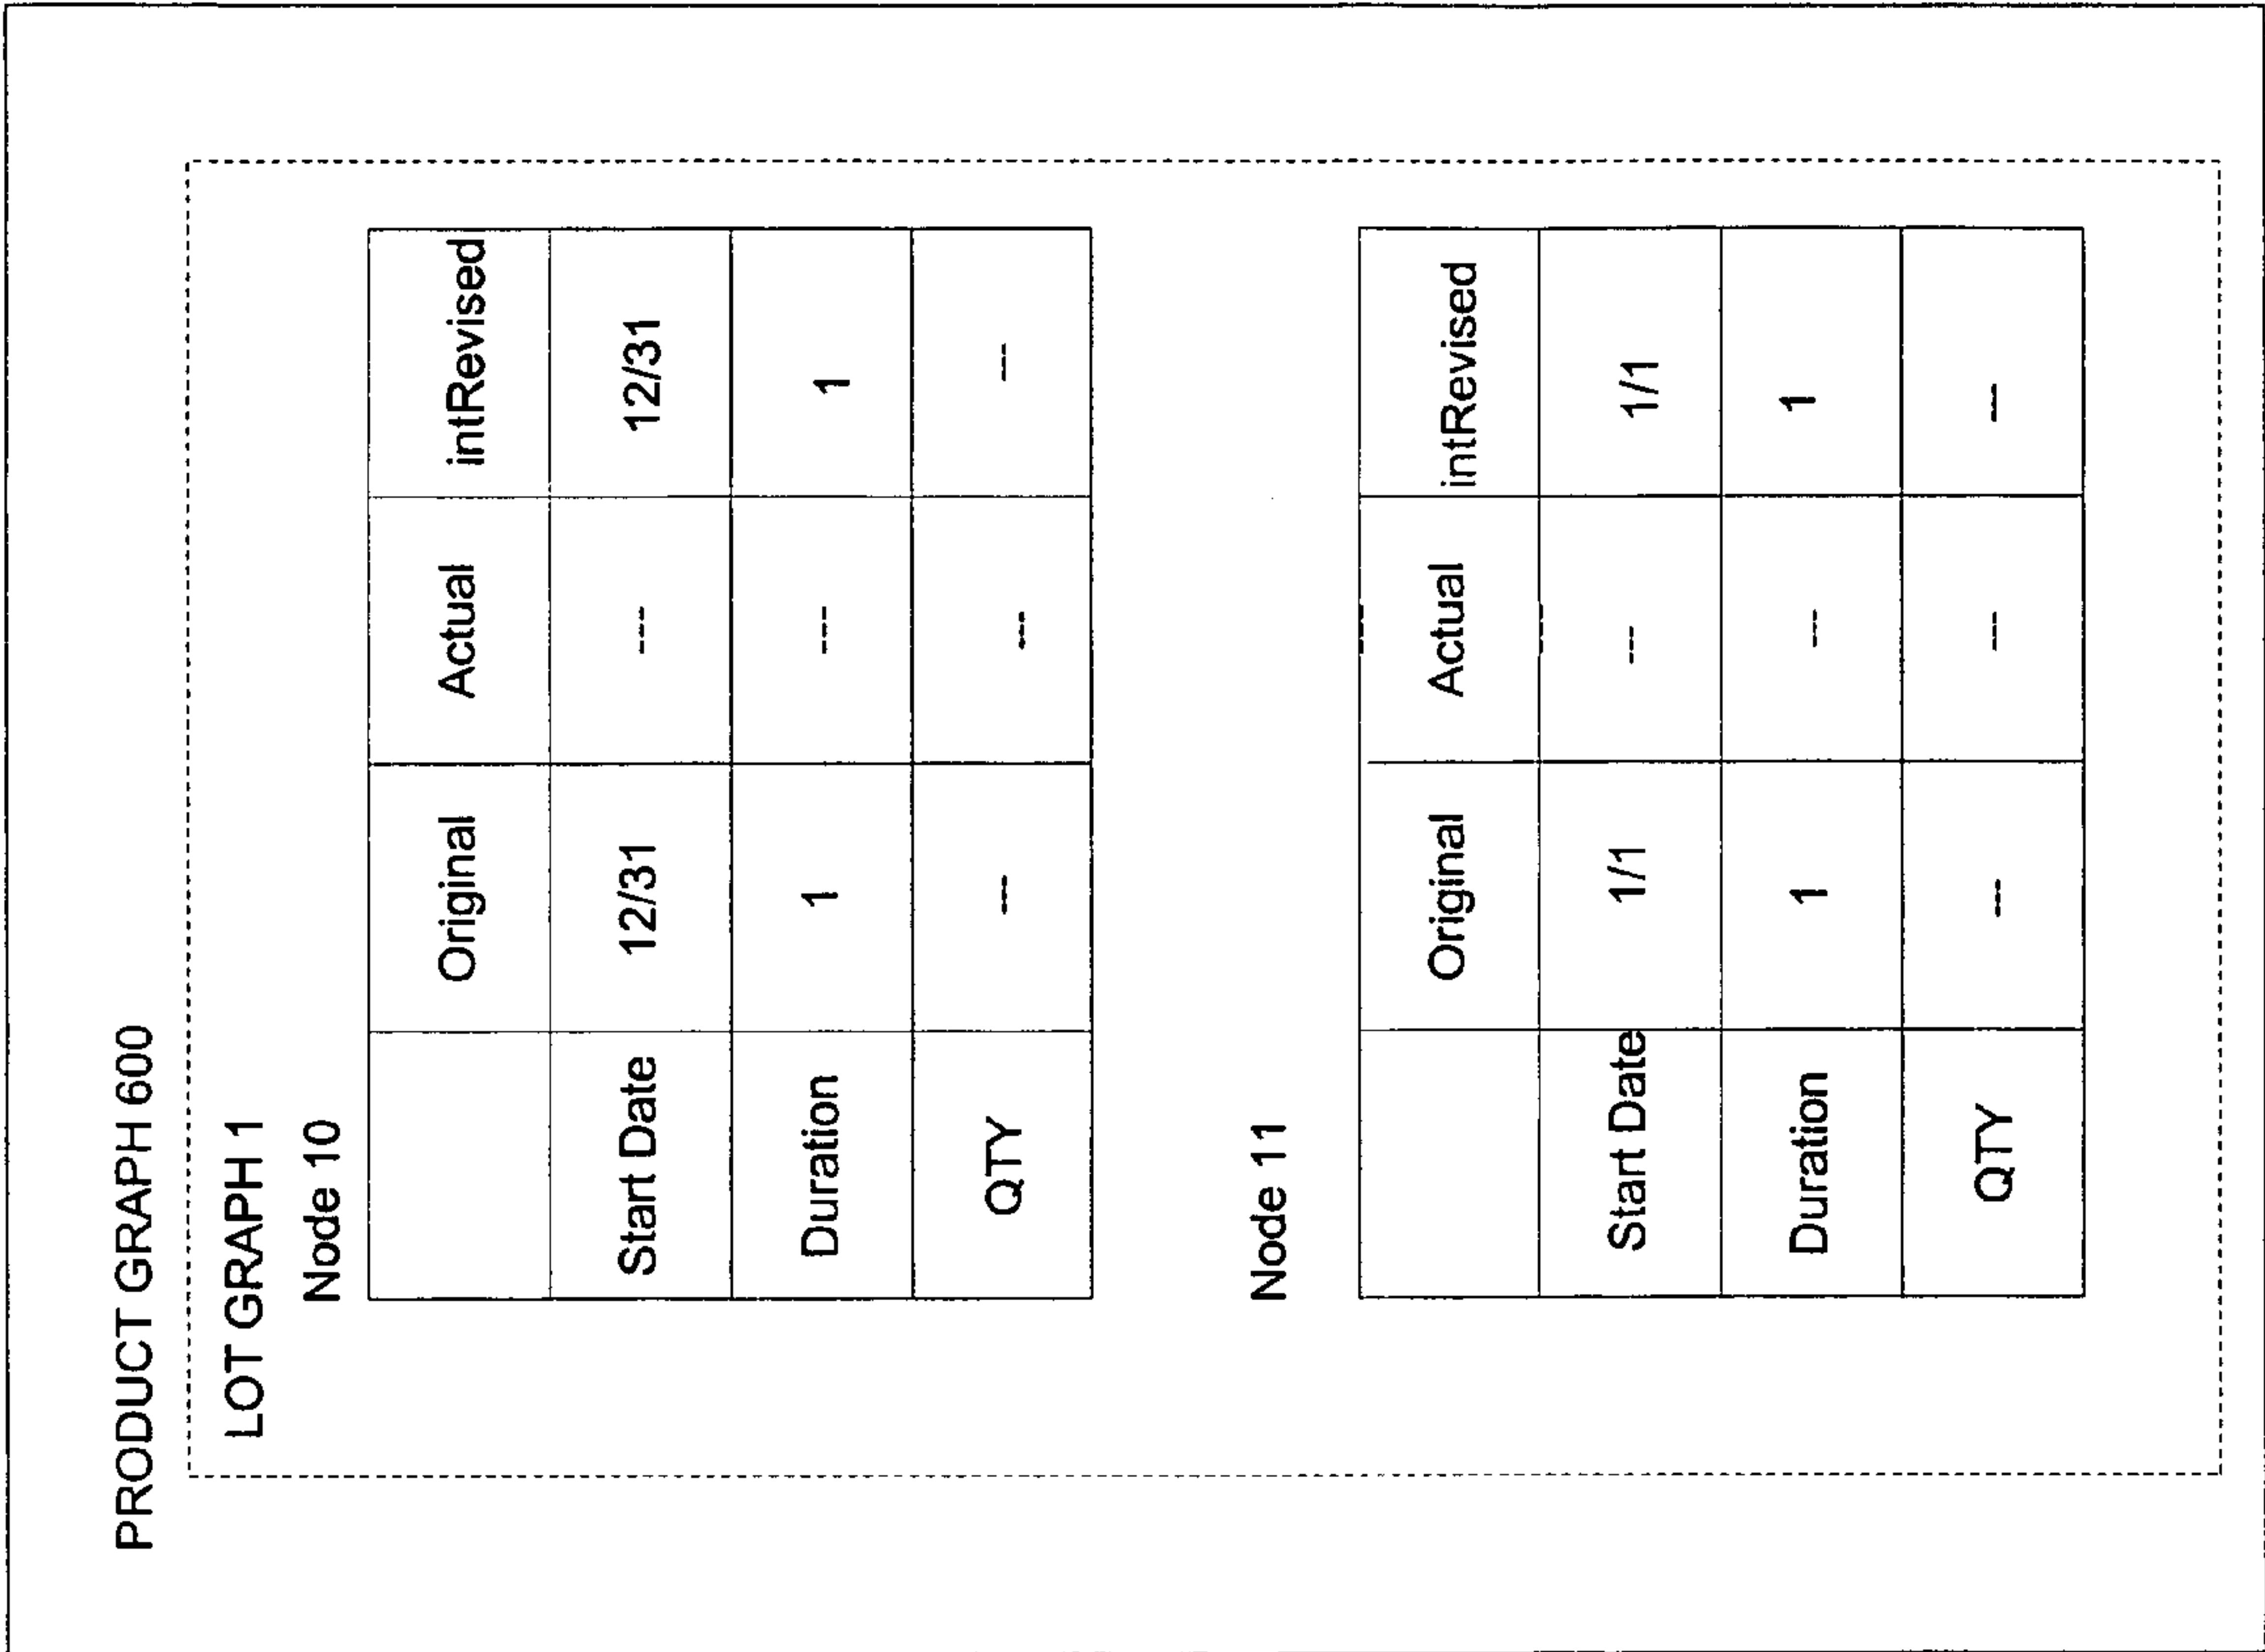 PRODUCT GRAPH 600
LOT GRAPH 1
Node 10
Original Actual intRevised
Start Date 12/31 --- 12/31
Duration 1 --- 1
QTY --- --- ---
Node 11
Original Actual intRevised
Start Date 1/1 --- 1/1
Duration 1 --- 1
QTY --- --- ---